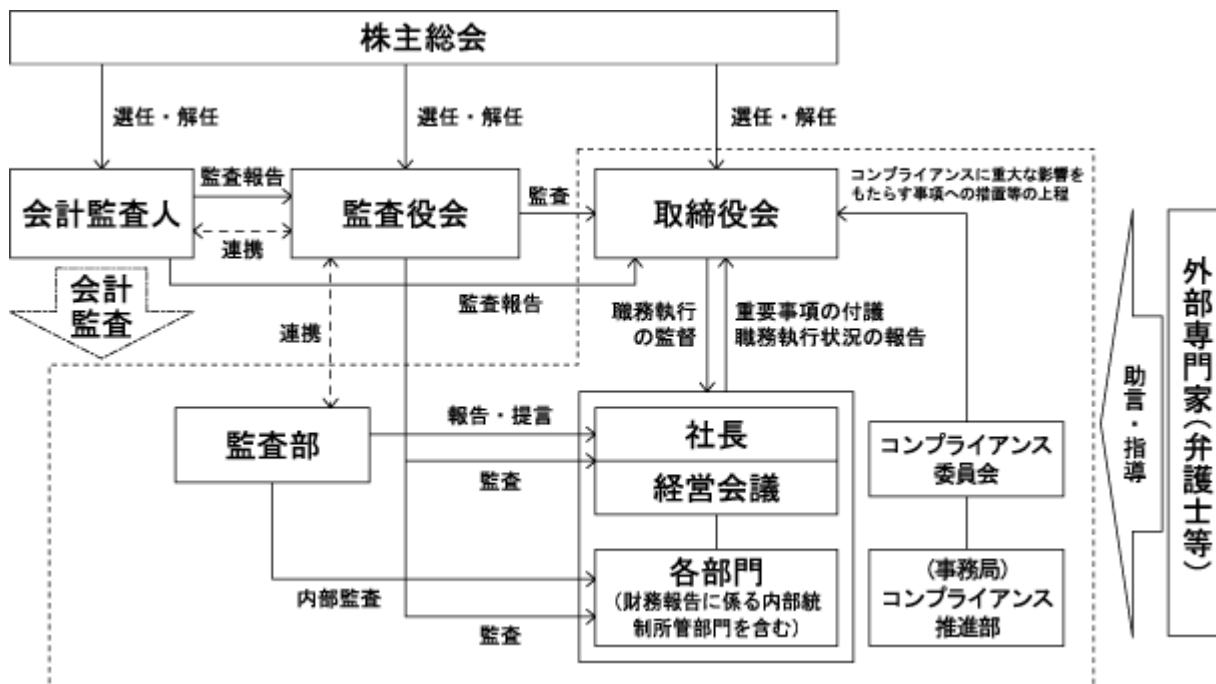 株主総会
選任・解任
選任・解任
選任・解任
会計監査人
監査報告
連携
監査役会
監査
取締役会
コンプライアンスに重大な影響を
もたらす事項への措置等の上程
会計
監査
監査報告
連携
職務執行
の監督
重要事項の付議
職務執行状況の報告
監査部
報告・提言
監査
社長
経営会議
内部監査
監査
各部門
(財務報告に係る内部統
制所管部門を含む)
コンプライアンス
委員会
(事務局)
コンプライアンス
推進部
助言・指導
外部専門家(弁護士等)